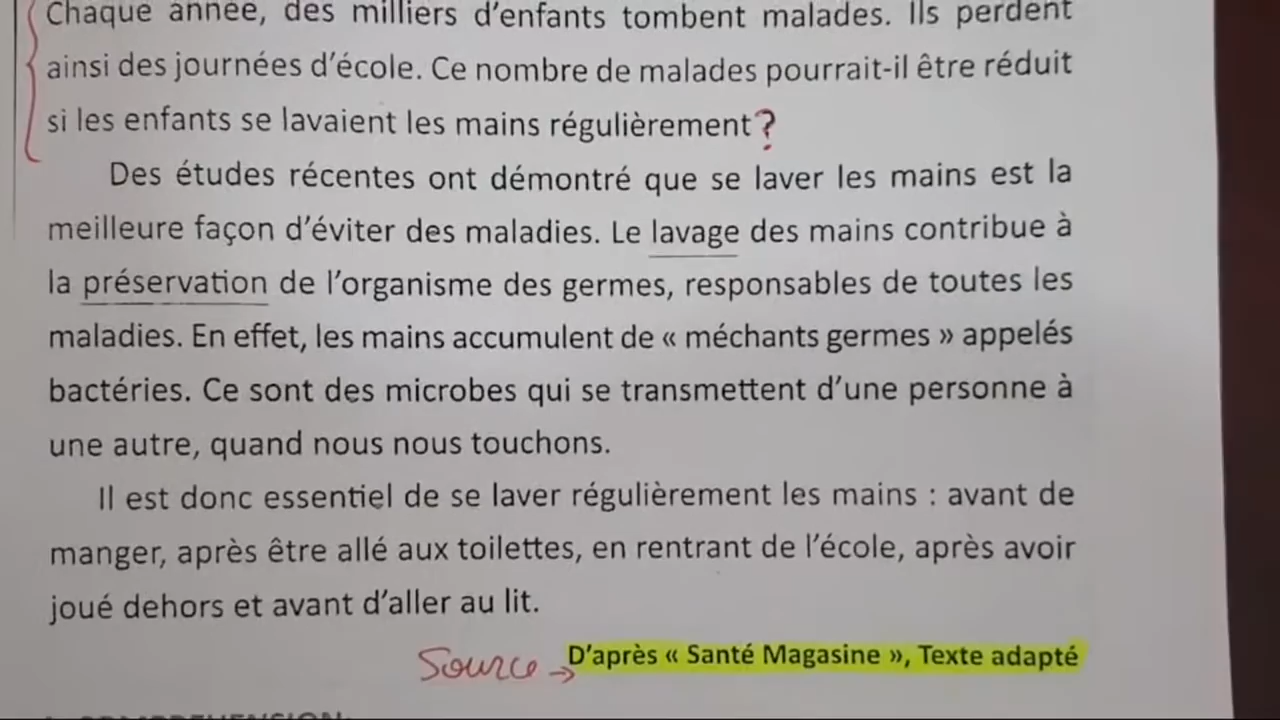 Chaque année, des milliers d'enfants tombent malades. Ils perdent
ainsi des journées d'école. Ce nombre de malades pourrait-il être réduit
si les enfants se lavaient les mains régulièrement ?
Des études récentes ont démontré que se laver les mains est la
meilleure façon d'éviter des maladies. Le lavage des mains contribue à
la préservation de l'organisme des germes, responsables de toutes les
maladies. En effet, les mains accumulent de « méchants germes » appelés
bactéries. Ce sont des microbes qui se transmettent d'une personne à
une autre, quand nous nous touchons.
Il est donc essentiel de se laver régulièrement les mains : avant de
manger, après être allé aux toilettes, en rentrant de l'école, après avoir
joué dehors et avant d'aller au lit.
Source → D'après « Santé Magasine », Texte adapté